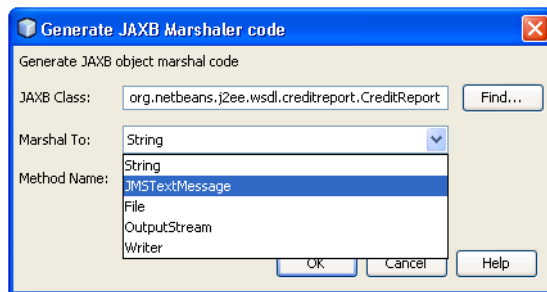 Generate JAXB Marshaler code
Generate JAXB object marshal code
JAXB Class: org.netbeans.j2ee.wsdl.creditreport.CreditReport Find...
Marshal To: String
String
Method Name: JMSTextMessage
File
OutputStream
Writer
OK Cancel Help